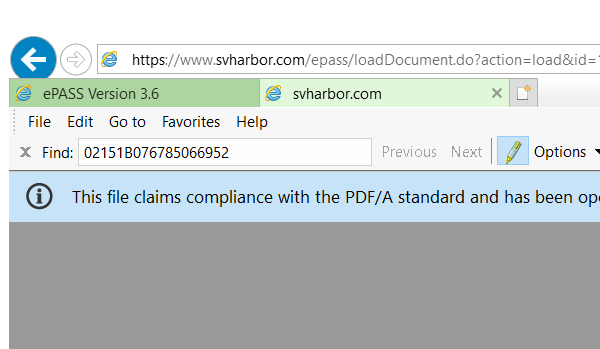 https://www.svharbor.com/epass/loadDocument.do?action=load&id=
ePASS Version 3.6 svharbor.com
File Edit Go to Favorites Help
Find: 02151B076785066952 Previous Next Options
This file claims compliance with the PDF/A standard and has been